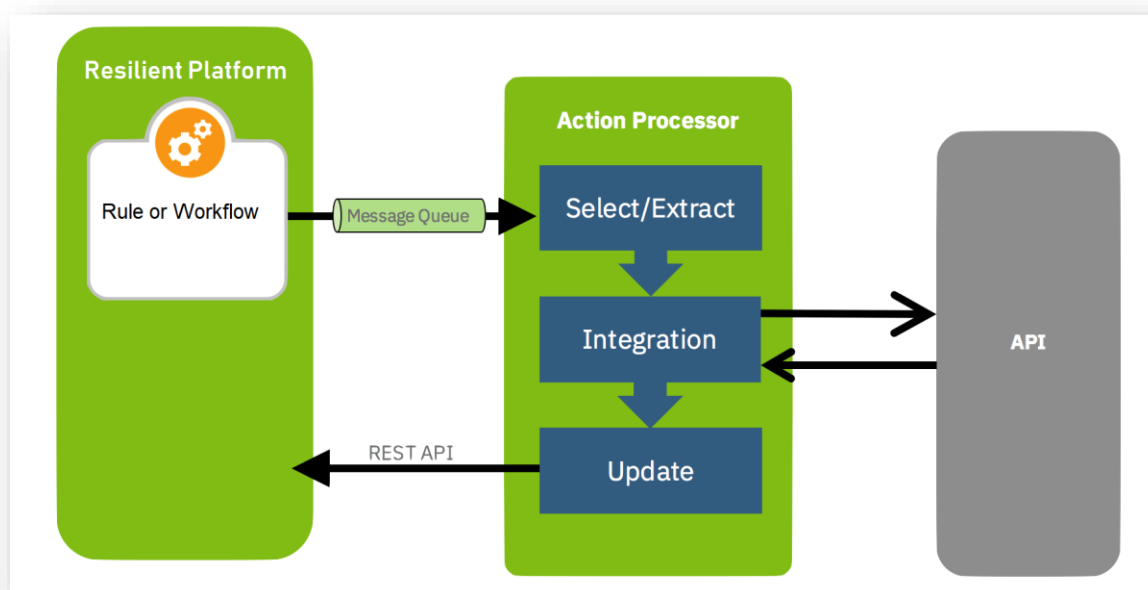 Resilient Platform
Rule or Workflow
Message Queue
Action Processor
Select/Extract
Integration
Update
REST API
API